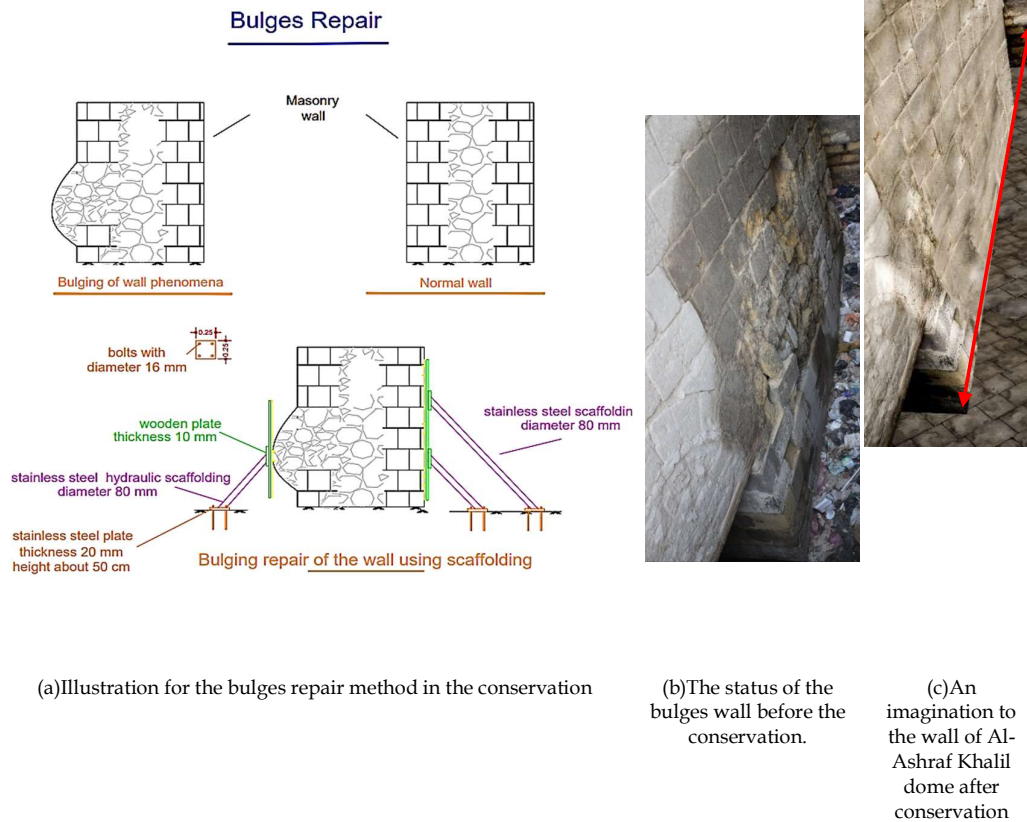 Bulges Repair
Masonry
wall
Bulging of wall phenomena
Normal wall
0.25
0.25
bolts with
diameter 16 mm
wooden plate
thickness 10 mm
stainless steel scaffoldin
diameter 80 mm
stainless steel hydraulic scaffolding
diameter 80 mm
stainless steel plate
thickness 20 mm
height about 50 cm
Bulging repair of the wall using scaffolding
(a)Illustration for the bulges repair method in the conservation
(b)The status of the
bulges wall before the
conservation.
(c)An
imagination to
the wall of Al-
Ashraf Khalil
dome after
conservation